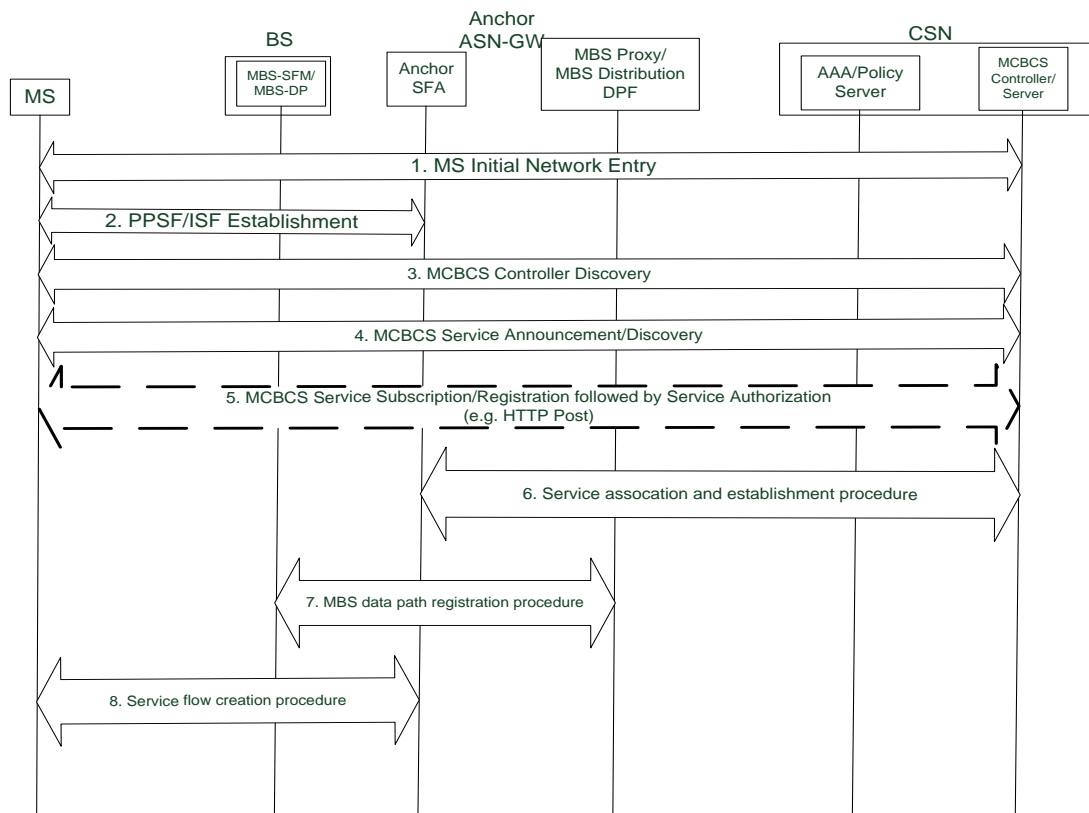 Anchor
ASN-GW
BS
CSN
MS
MBS-SFM/
MBS-DP
Anchor
SFA
MBS Proxy/
MBS Distribution
DPF
AAA/Policy
Server
MCBCS
Controller/
Server
1. MS Initial Network Entry
2. PPSF/ISF Establishment
3. MCBCS Controller Discovery
4. MCBCS Service Announcement/Discovery
5. MCBCS Service Subscription/Registration followed by Service Authorization
(e.g. HTTP Post)
6. Service assocation and establishment procedure
7. MBS data path registration procedure
8. Service flow creation procedure